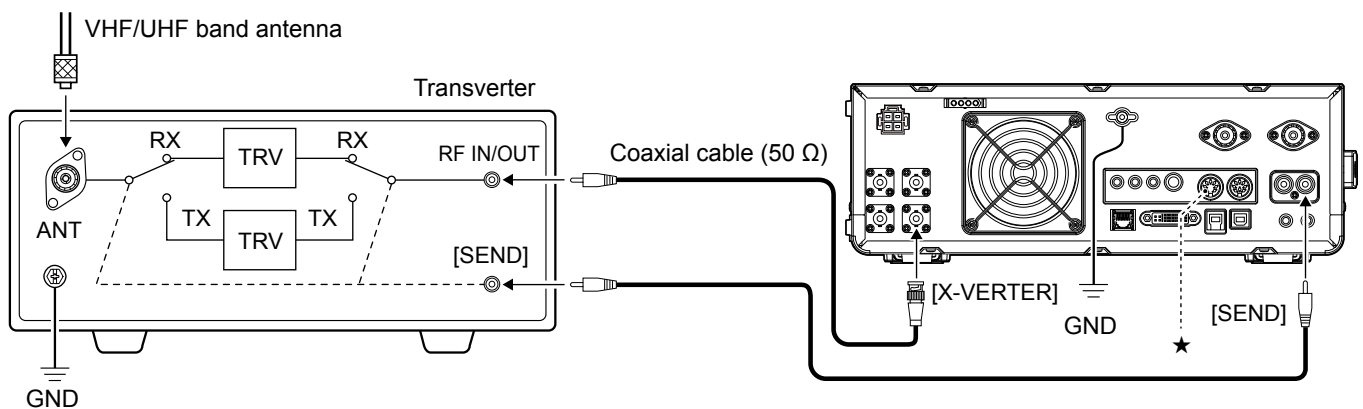 VHF/UHF band antenna
Transverter
RX
TRV
RX
RF IN/OUT
Coaxial cable (50 Ω)
ANT
TX
TRV
TX
[SEND]
[X-VERTER]
GND
[SEND]
★
GND